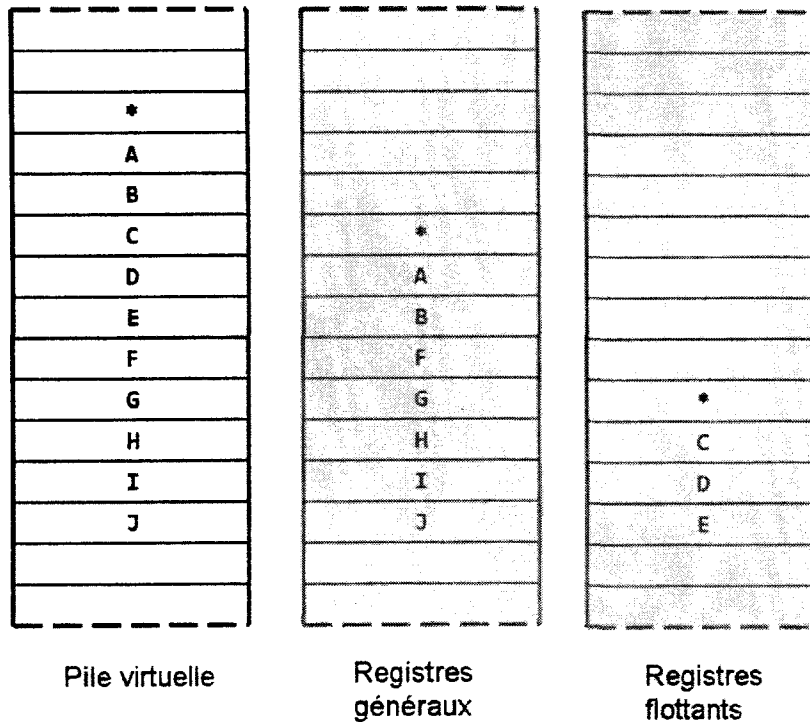 *
A
B
C
D
E
F
G
H
I
J
Pile virtuelle
*
A
B
F
G
H
I
J
Registres
généraux
*
C
D
E
Registres
flottants